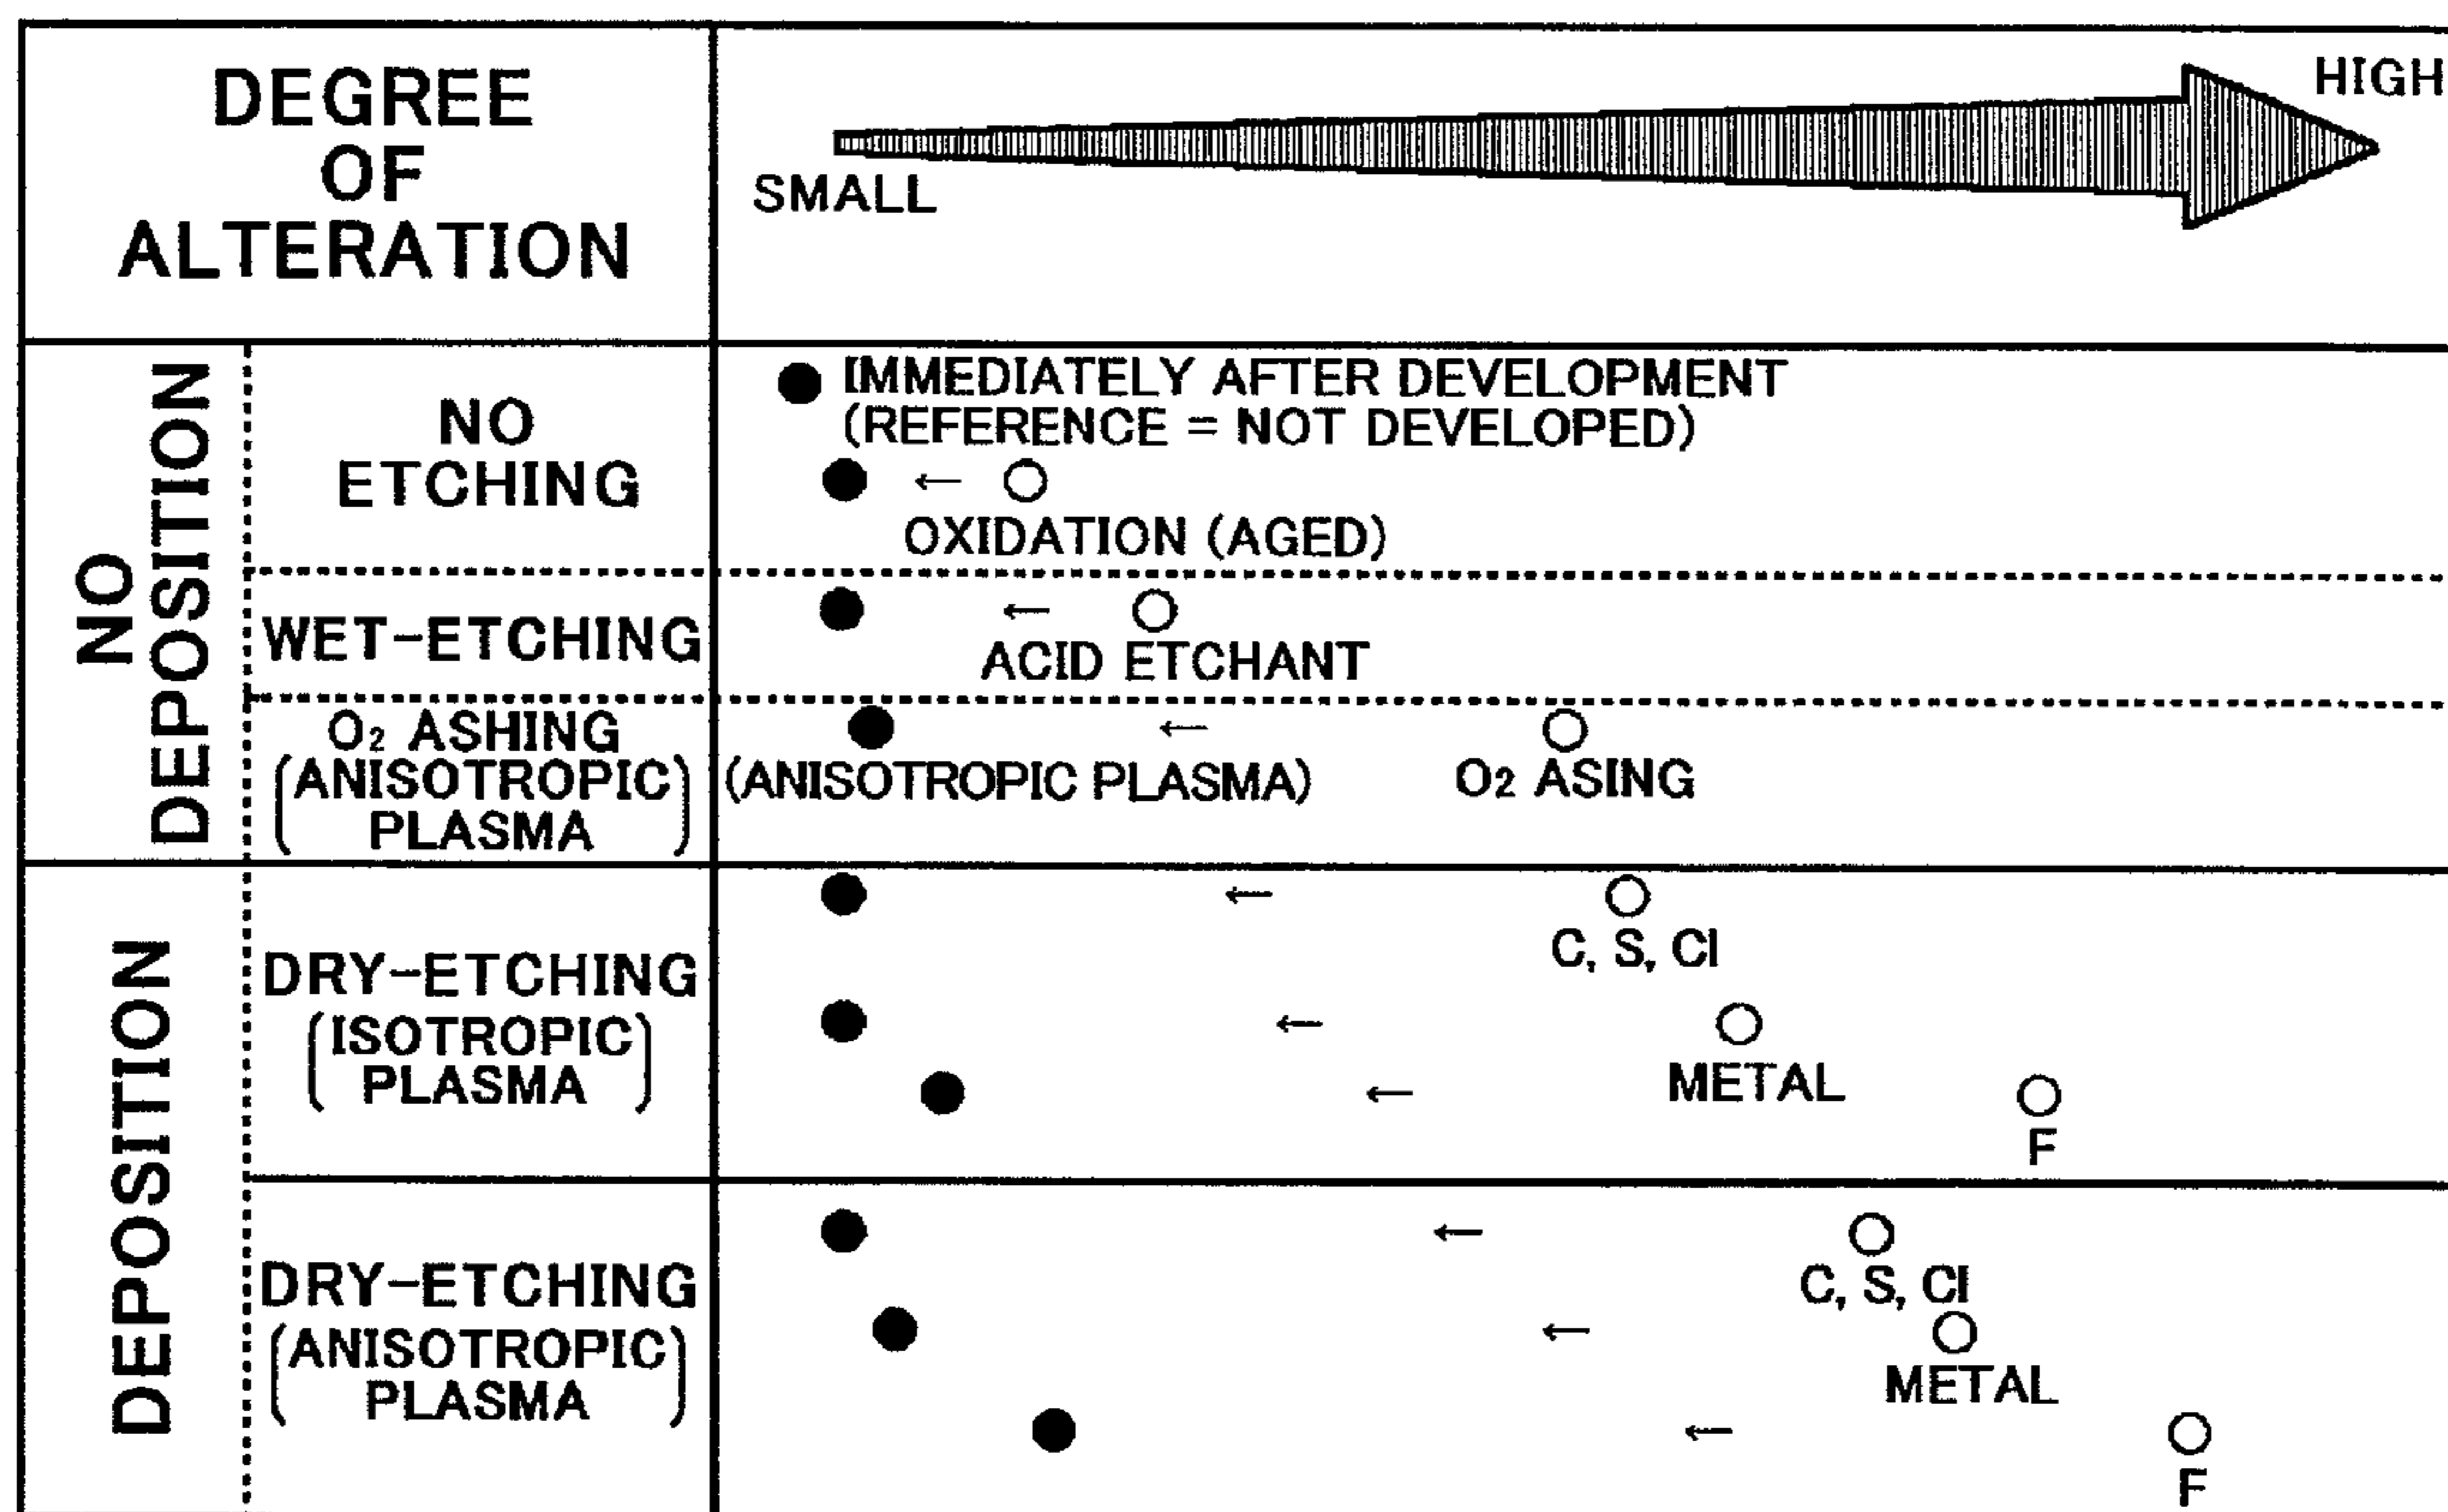 DEGREE
OF
ALTERATION
SMALL
HIGH
NO
DEPOSITION
NO
ETCHING
IMMEDIATELY AFTER DEVELOPMENT
(REFERENCE = NOT DEVELOPED)
←
OXIDATION (AGED)
WET-ETCHING
←
ACID ETCHANT
O₂ ASHING
(ANISOTROPIC
PLASMA)
←
(ANISOTROPIC PLASMA)
O₂ ASING
DEPOSITION
DRY-ETCHING
(ISOTROPIC
PLASMA)
←
C, S, Cl
←
METAL
←
F
DRY-ETCHING
(ANISOTROPIC
PLASMA)
←
C, S, Cl
←
METAL
←
F